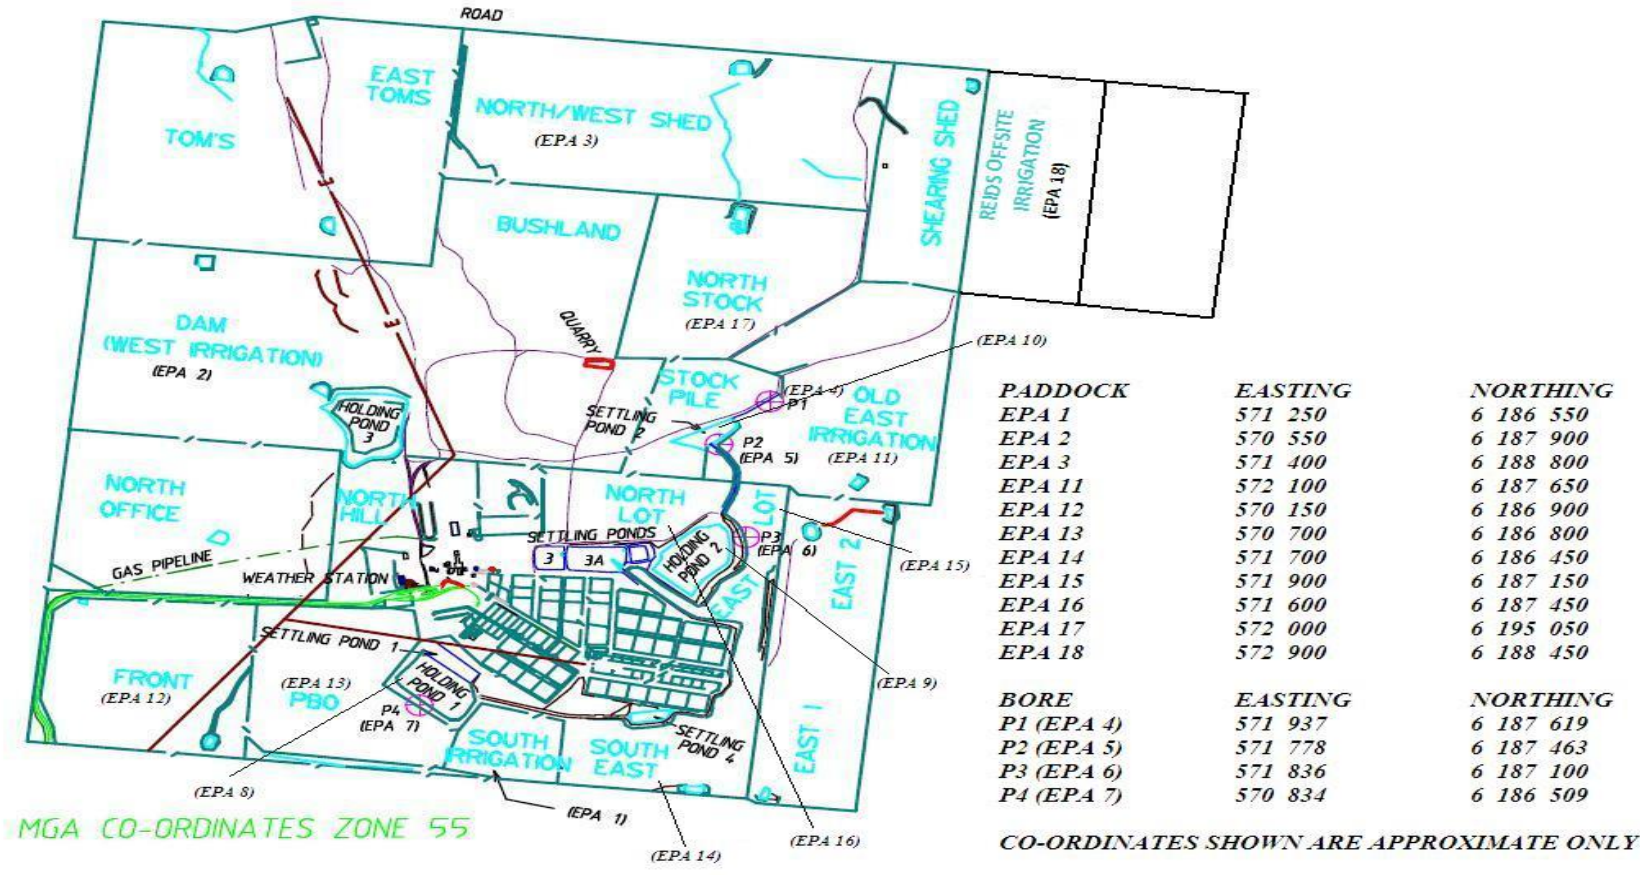 ROAD
EAST
TOMS
TOM'S
NORTH/WEST SHED
(EPA 3)
SHEARING SHED
REIDS OFFSITE
IRRIGATION
(EPA 18)
BUSHLAND
NORTH
STOCK
(EPA 17)
E
E
DAM
(WEST IRRIGATION)
(EPA 2)
QUARRY
(EPA 10)
STOCK
PILE
(EPA 4)
P1
OLD
EAST
IRRIGATION
(EPA 11)
HOLDING
POND
3
SETTLING
POND 2
P2
(EPA 5)
NORTH
OFFICE
NORTH
HILL
NORTH
LOT
LOT
SETTLING PONDS
3
3A
HOLDING
POND 2
P3
(EPA 6)
(EPA 15)
GAS PIPELINE
WEATHER STATION
EAST
EAST 2
SETTLING POND 1
FRONT
(EPA 12)
(EPA 13)
PBO
HOLDING
POND 1
P4
(EPA 7)
(EPA 9)
SOUTH
IRRIGATION
SOUTH
EAST
SETTLING
POND 4
EAST 1
(EPA 8)
(EPA 1)
(EPA 16)
(EPA 14)
MGA CO-ORDINATES ZONE 55
PADDOCK EASTING NORTHING
EPA 1 571 250 6 186 550
EPA 2 570 550 6 187 900
EPA 3 571 400 6 188 800
EPA 11 572 100 6 187 650
EPA 12 570 150 6 186 900
EPA 13 570 700 6 186 800
EPA 14 571 700 6 186 450
EPA 15 571 900 6 187 150
EPA 16 571 600 6 187 450
EPA 17 572 000 6 195 050
EPA 18 572 900 6 188 450
BORE EASTING NORTHING
P1 (EPA 4) 571 937 6 187 619
P2 (EPA 5) 571 778 6 187 463
P3 (EPA 6) 571 836 6 187 100
P4 (EPA 7) 570 834 6 186 509
CO-ORDINATES SHOWN ARE APPROXIMATE ONLY